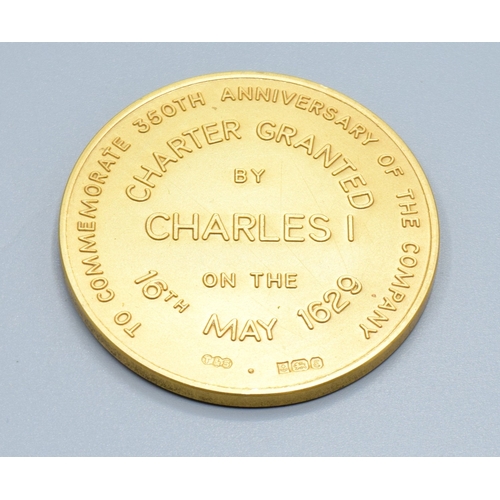 TO COMMEMORATE 350TH ANNIVERSARY OF THE COMPANY
CHARTER GRANTED
BY
CHARLES I
ON THE
16TH MAY 1629